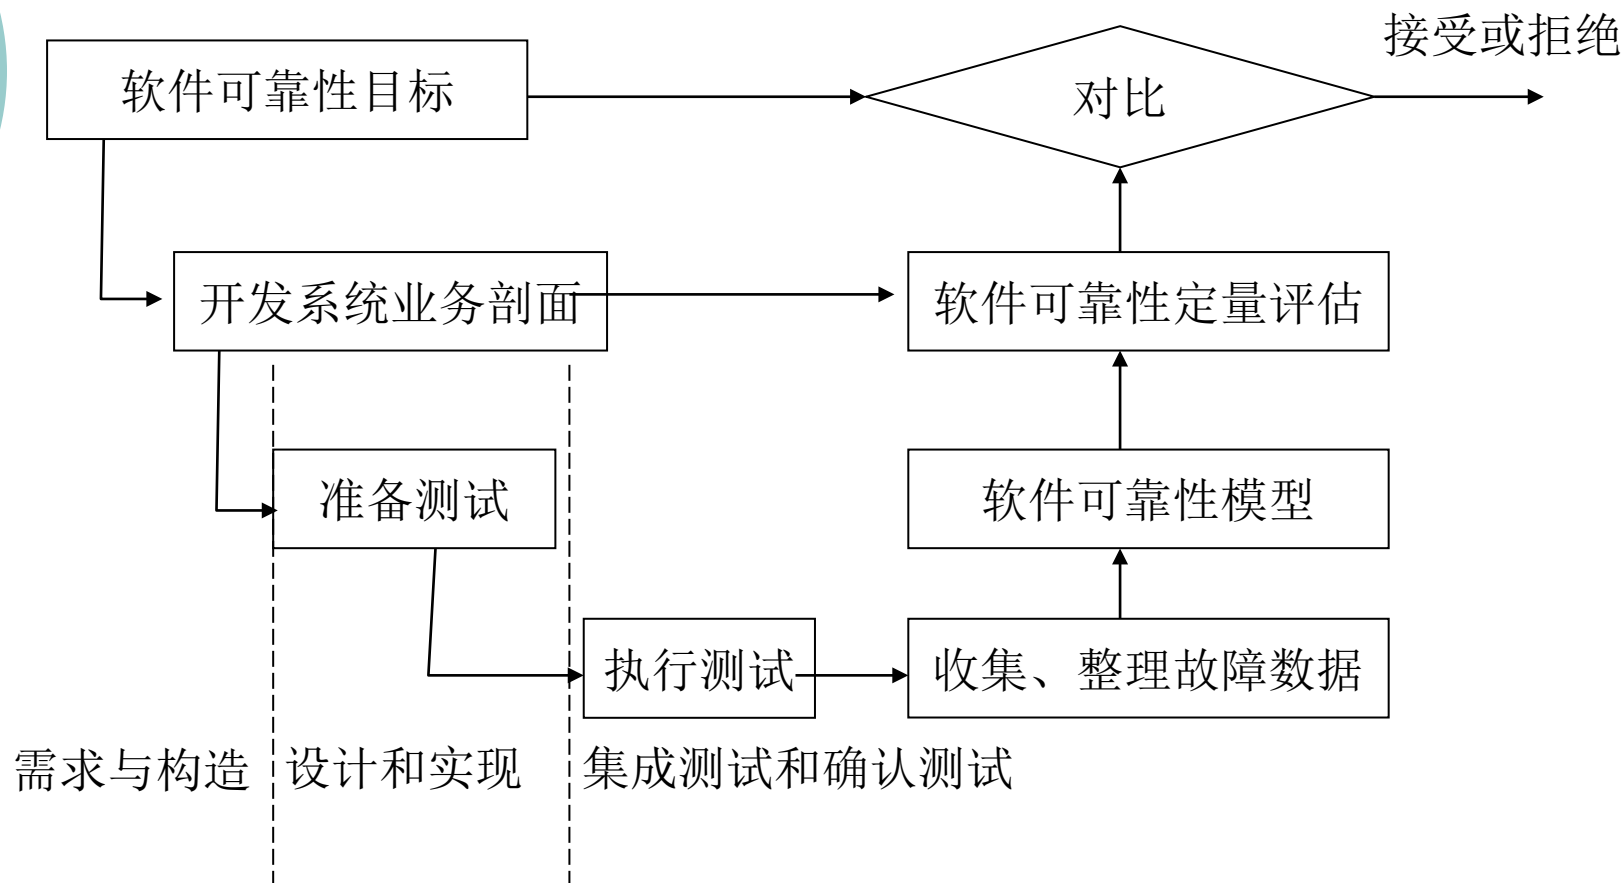 接受或拒绝
软件可靠性目标
对比
开发系统业务剖面
软件可靠性定量评估
准备测试
软件可靠性模型
执行测试
收集、整理故障数据
需求与构造
设计和实现
集成测试和确认测试